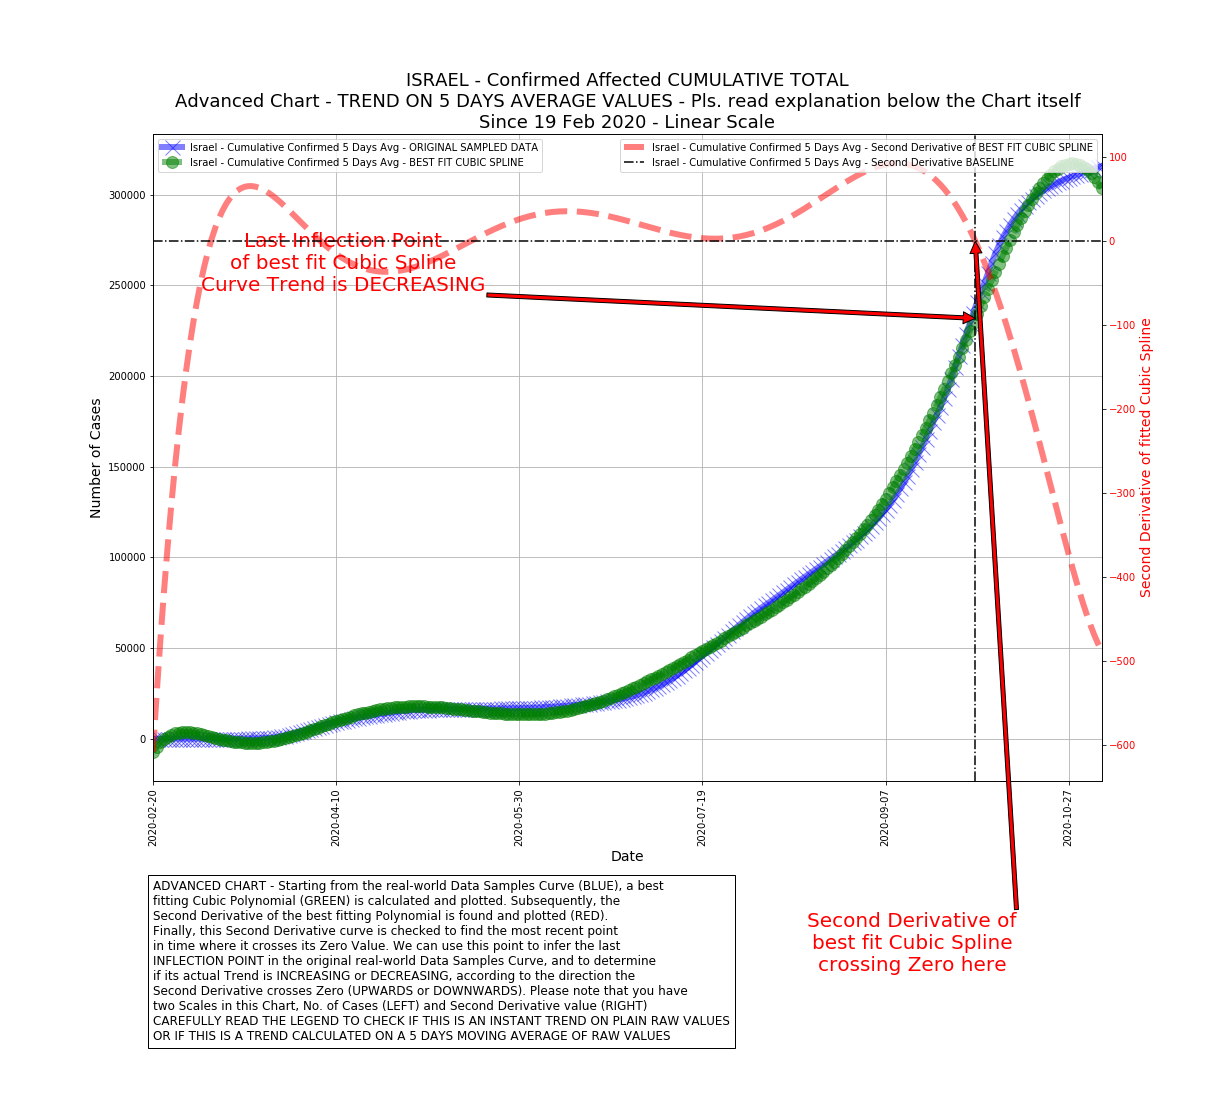 ISRAEL - Confirmed Affected CUMULATIVE TOTAL
Advanced Chart - TREND ON 5 DAYS AVERAGE VALUES - Pls. read explanation below the Chart itself
Since 19 Feb 2020 - Linear Scale
Israel - Cumulative Confirmed 5 Days Avg - ORIGINAL SAMPLED DATA
Israel - Cumulative Confirmed 5 Days Avg - BEST FIT CUBIC SPLINE
Israel - Cumulative Confirmed 5 Days Avg - Second Derivative of BEST FIT CUBIC SPLINE
Israel - Cumulative Confirmed 5 Days Avg - Second Derivative BASELINE
300000
250000
200000
150000
100000
50000
0
Number of Cases
100
0
−100
−200
−300
−400
−500
−600
Second Derivative of fitted Cubic Spline
Last Inflection Point
of best fit Cubic Spline
Curve Trend is DECREASING
2020-02-20
2020-04-10
2020-05-30
2020-07-19
2020-09-07
2020-10-27
Date
ADVANCED CHART - Starting from the real-world Data Samples Curve (BLUE), a best
fitting Cubic Polynomial (GREEN) is calculated and plotted. Subsequently, the
Second Derivative of the best fitting Polynomial is found and plotted (RED).
Finally, this Second Derivative curve is checked to find the most recent point
in time where it crosses its Zero Value. We can use this point to infer the last
INFLECTION POINT in the original real-world Data Samples Curve, and to determine
if its actual Trend is INCREASING or DECREASING, according to the direction the
Second Derivative crosses Zero (UPWARDS or DOWNWARDS). Please note that you have
two Scales in this Chart, No. of Cases (LEFT) and Second Derivative value (RIGHT)
CAREFULLY READ THE LEGEND TO CHECK IF THIS IS AN INSTANT TREND ON PLAIN RAW VALUES
OR IF THIS IS A TREND CALCULATED ON A 5 DAYS MOVING AVERAGE OF RAW VALUES
Second Derivative of
best fit Cubic Spline
crossing Zero here